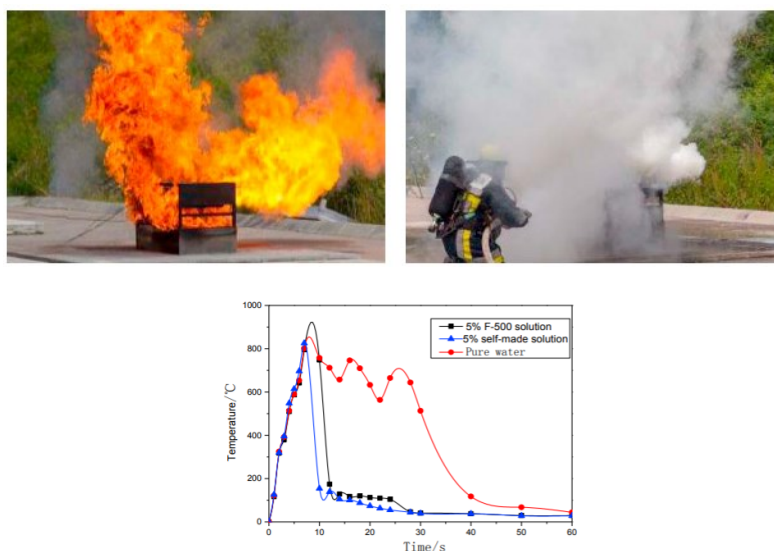 1000
800
600
400
200
0
Temperature/℃
5% F-500 solution
5% self-made solution
Pure water
0 10 20 30 40 50 60
Time/s